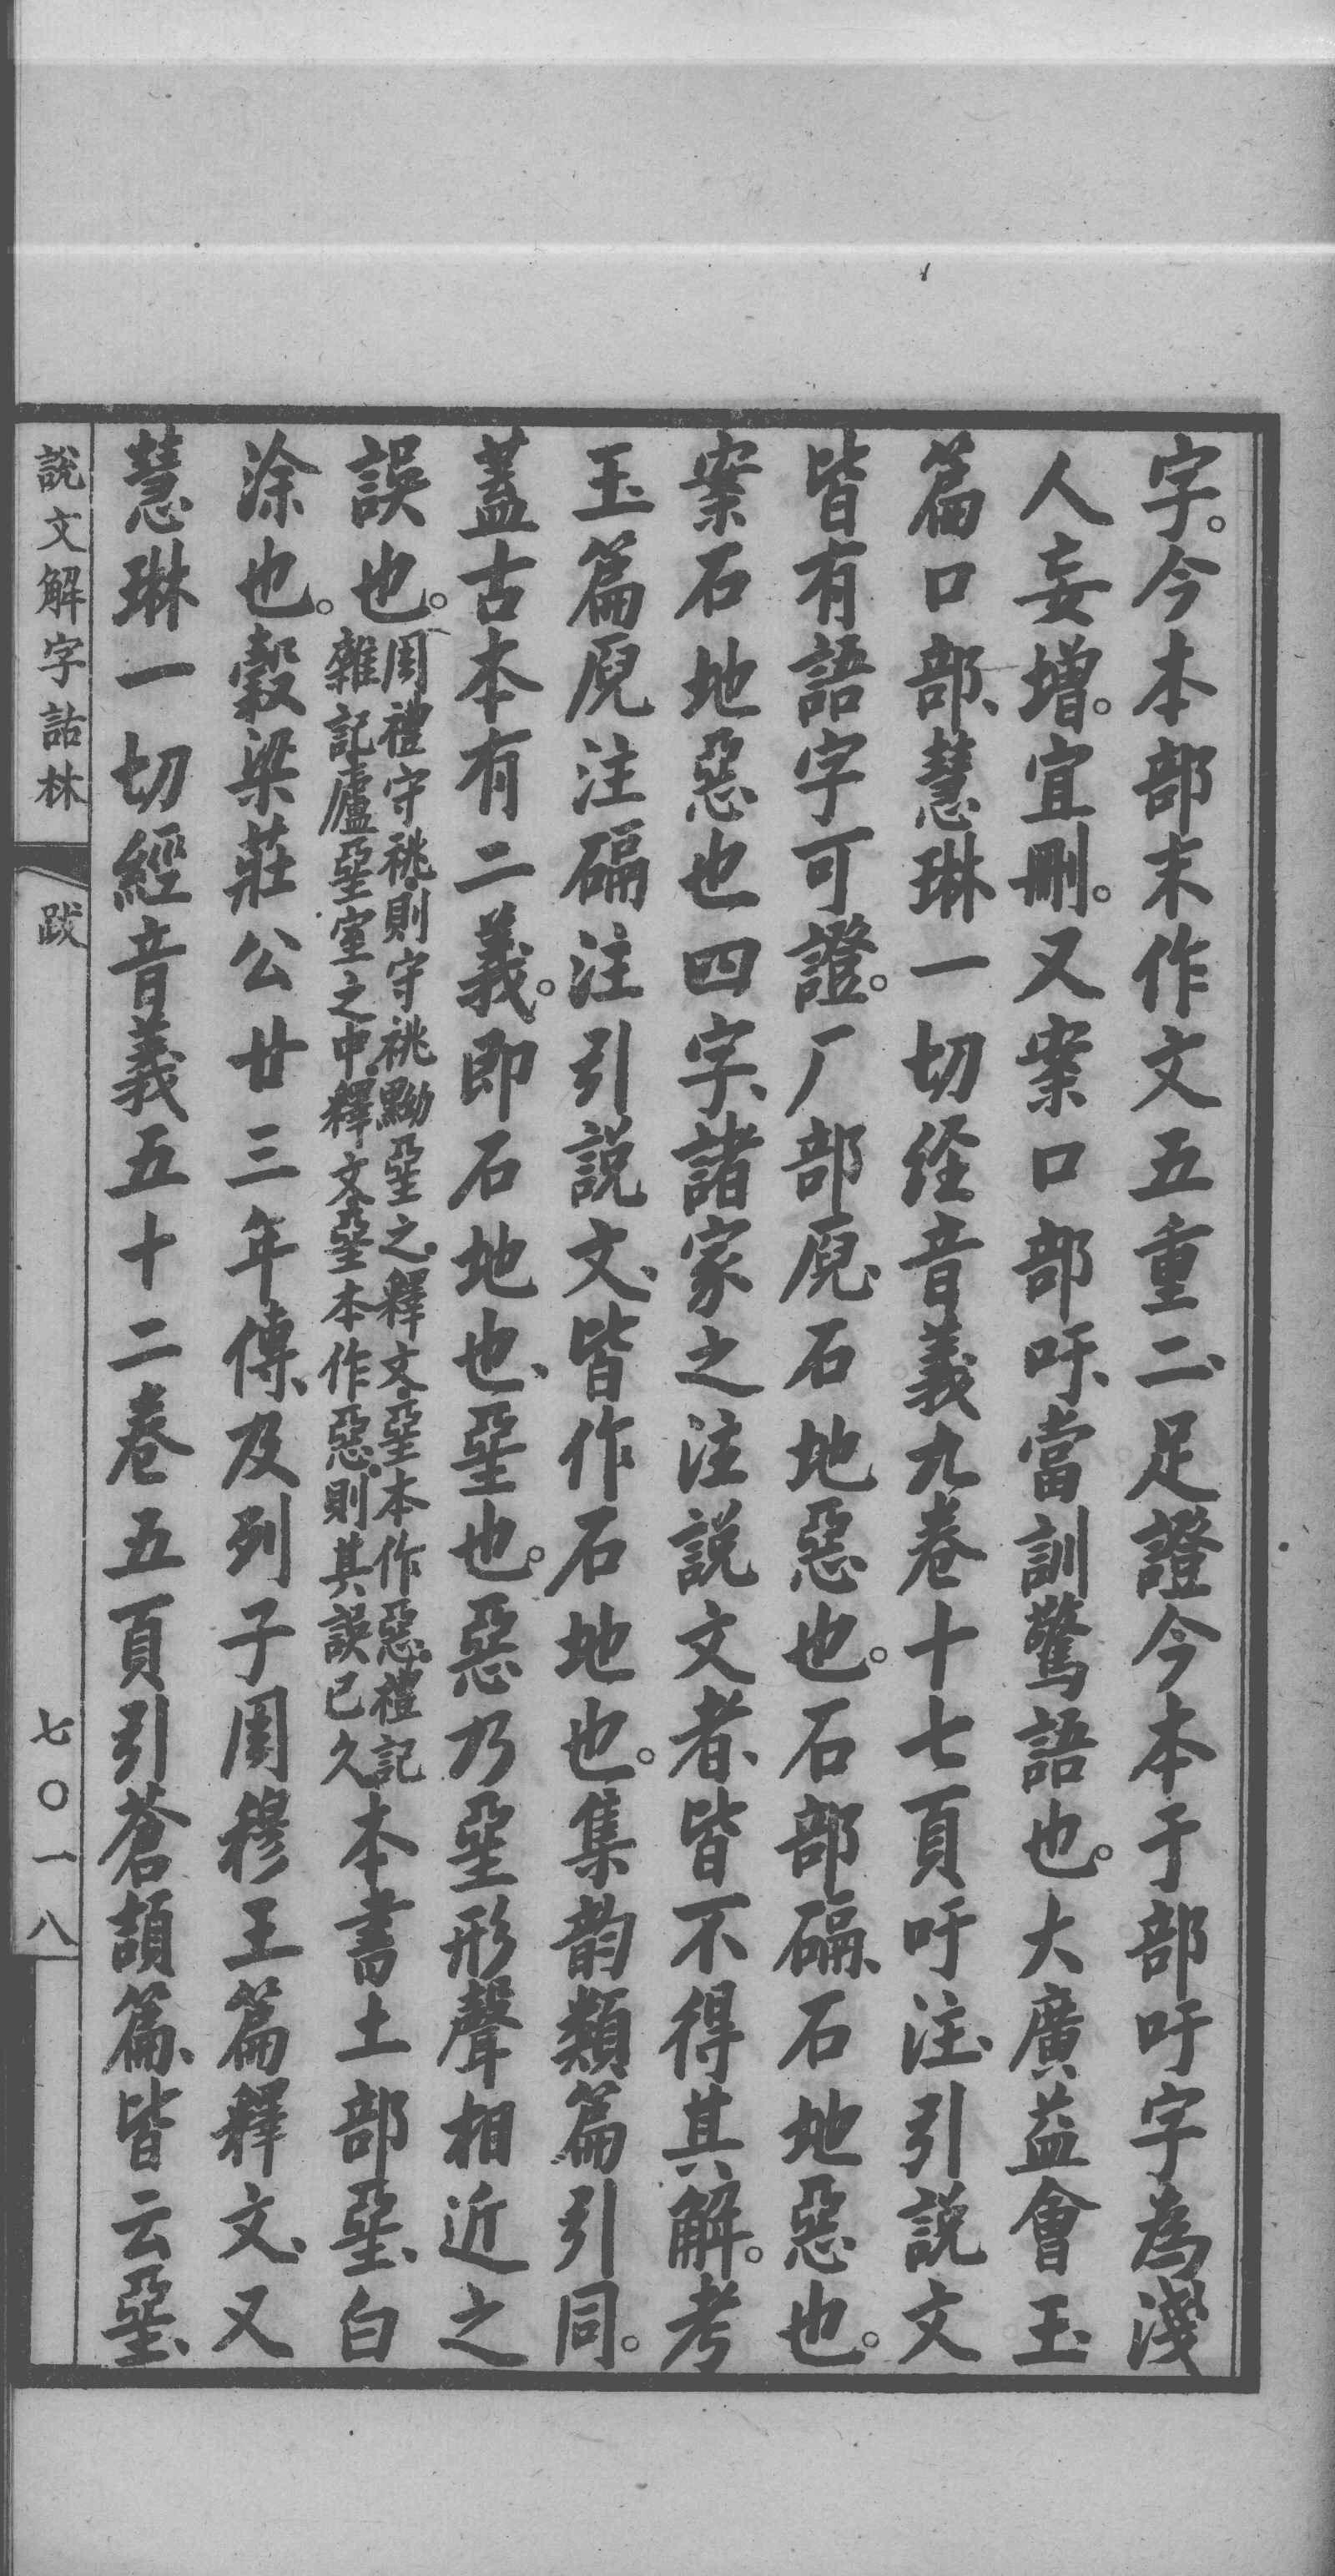 字。今本部末作文五重二、足證今本于部吁字為淺
人妄增。宜刪。又案口部吁、當訓驚語也。大廣益會玉
篇口部、慧琳一切经音義九卷十七頁吁注、引説文
皆有語字可證。厂部厞、石地惡也。石部碥、石地惡也。
案石地惡也四字、諸家之注説文者、皆不得其解。考
玉篇注注引説文、皆作石地也。集韵類篇引同。
蓋古本有二義。即石地也、堊也。惡乃堊形聲相近之
誤也。周禮守祧、則守祧黝堊之。釋文、堊本作惡。禮記
雜記廬堊室之中、釋文堊本作惡、則其誤已久。本書土部堊、白
涂也。穀梁莊公廿三年傳、及列子周穆王篇釋文、又
慧琳一切經音義五十二卷五頁引蒼頡篇、皆云堊、
說文解字詁林 跋 七〇一八